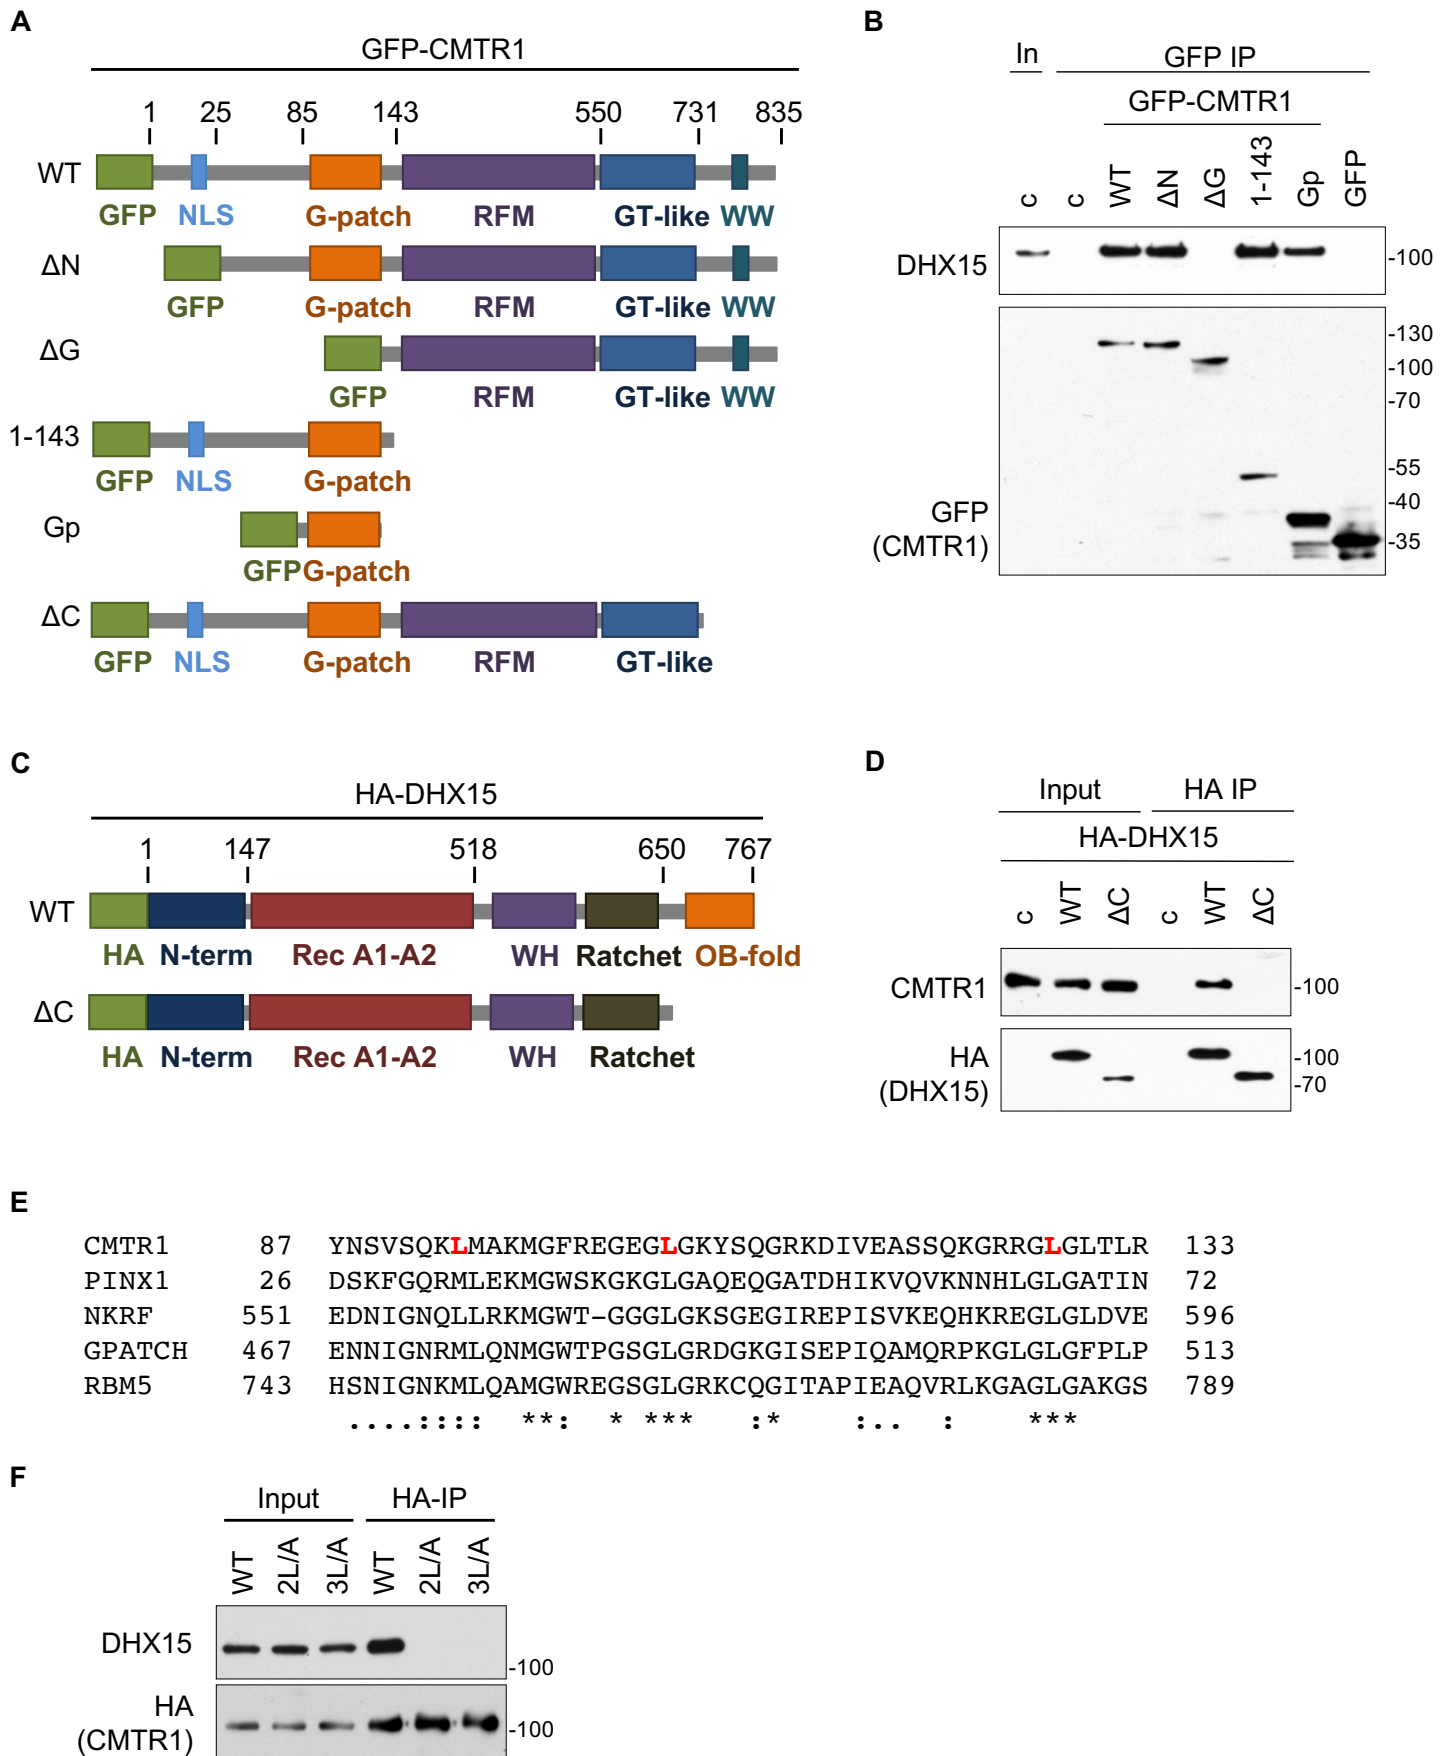 A
GFP-CMTR1
1 25 85 143 550 731 835
WT
GFP NLS G-patch RFM GT-like WW
ΔN
GFP G-patch RFM GT-like WW
ΔG
GFP RFM GT-like WW
1-143
GFP NLS G-patch
Gp
GFP G-patch
ΔC
GFP NLS G-patch RFM GT-like
B
In GFP IP
GFP-CMTR1
c c WT ΔN ΔG 1-143 Gp GFP
DHX15 -100
-130
-100
-70
-55
-40
GFP
(CMTR1) -35
C
HA-DHX15
1 147 518 650 767
WT
HA N-term Rec A1-A2 WH Ratchet OB-fold
ΔC
HA N-term Rec A1-A2 WH Ratchet
D
Input HA IP
HA-DHX15
c WT ΔC c WT ΔC
CMTR1 -100
HA -100
(DHX15) -70
E
CMTR1 87 YNSVSQKLMAKMGFREGEGLGKYSQGRKDIVEASSQKGRRGLGLTLR 133
PINX1 26 DSKFGQRMLEKMGWSKGKGLGAQEQGATDHIKVQVKNNHLGLGATIN 72
NKRF 551 EDNIGNQLLRKMGWT-GGGLGKSGEGIREPISVKEQHKREGLGLDVE 596
GPATCH 467 ENNIGNRMLQNMGWTPGSGLGRDGKGISEPIQAMQRPKGLGLGFPLP 513
RBM5 743 HSNIGNKMLQAMGWREGSGLGRKCQGITAPIEAQVRLKGAGLGAKGS 789
....:::: **: * *** :* :.. : ***
F
Input HA-IP
WT 2L/A 3L/A WT 2L/A 3L/A
DHX15 -100
HA
(CMTR1) -100